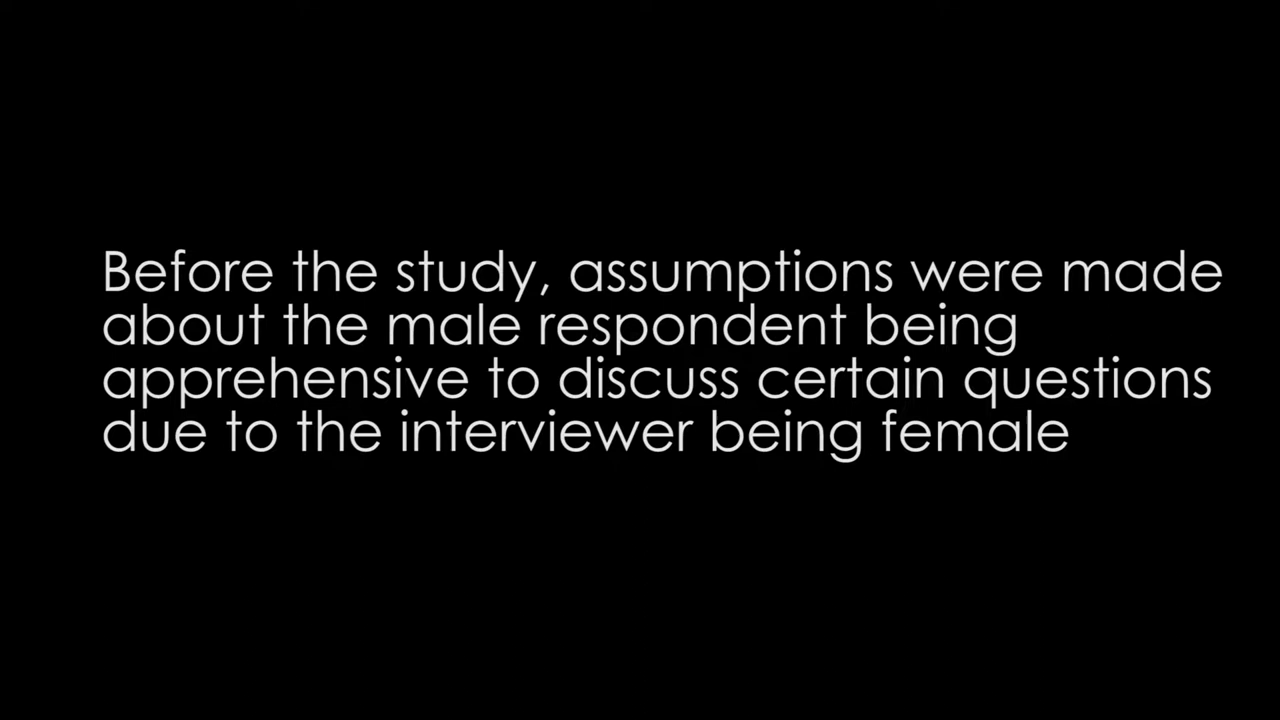 Before the study, assumptions were made
about the male respondent being
apprehensive to discuss certain questions
due to the interviewer being female